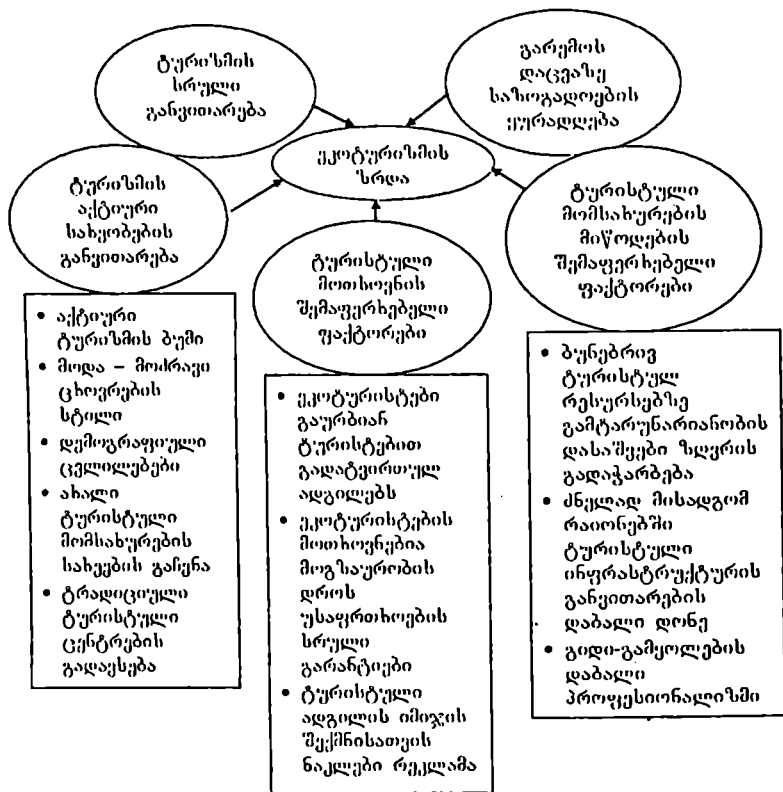 ტურიზმის
სრული
განვითარება
გარემოს
დაცვაზე
საზოგადოების
ყურადღება
ეკოტურიზმის
ზრდა
ტურიზმის
აქტიური
სახეობების
განვითარება
ტურისტული
მომსახურების
მიწოდების
შემაფერხებელი
ფაქტორები
ტურისტული
მოთხოვნის
შემაფერხებელი
ფაქტორები
• აქტიური
ტურიზმის ბუმი
• მოდა – მოძრავი
ცხოვრების
სტილი
• დემოგრაფიული
ცვლილებები
• ახალი
ტურისტული
მომსახურების
სახეების გაჩენა
• ტრადიციული
ტურისტული
ცენტრების
გადავსება
• ეკოტურისტები
გაურბიან
ტურისტებით
გადატვირთულ
ადგილებს
• ეკოტურისტების
მოთხოვნებია
მოგზაურობის
დროს
უსაფრთხოების
სრული
გარანტიები
• ტურისტული
ადგილის იმიჯის
შექმნისათვის
ნაკლები რეკლამა
• ბუნებრივ
ტურისტულ
რესურსებზე
გამტარუნარიანობის
დასაშვები ზღვრის
გადაჭარბება
• ძნელად მისადგომ
რაიონებში
ტურისტული
ინფრასტრუქტურის
განვითარების
დაბალი დონე
• გიდი-გამყოლების
დაბალი
პროფესიონალიზმი